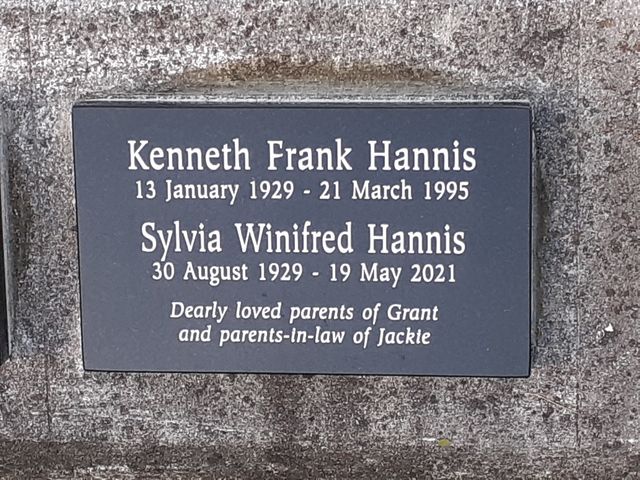 Kenneth Frank Hannis
13 January 1929 - 21 March 1995
Sylvia Winifred Hannis
30 August 1929 - 19 May 2021
Dearly loved parents of Grant
and parents-in-law of Jackie